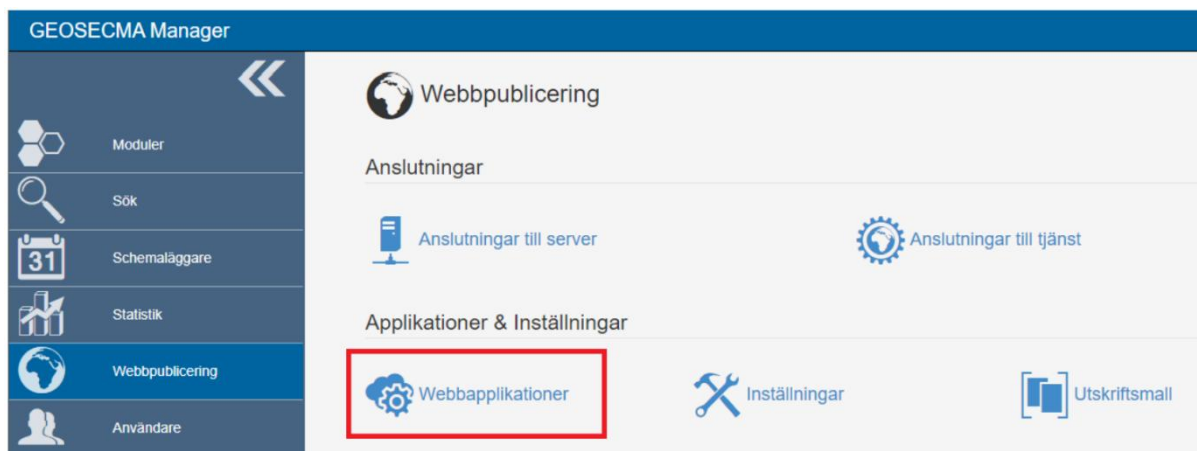 GEOSECMA Manager
Moduler
Sök
31
Schemaläggare
Statistik
Webbpublicering
Användare
Webbpublicering
Anslutningar
Anslutningar till server
Anslutningar till tjänst
Applikationer & Inställningar
Webbapplikationer
Inställningar
Utskriftsmall